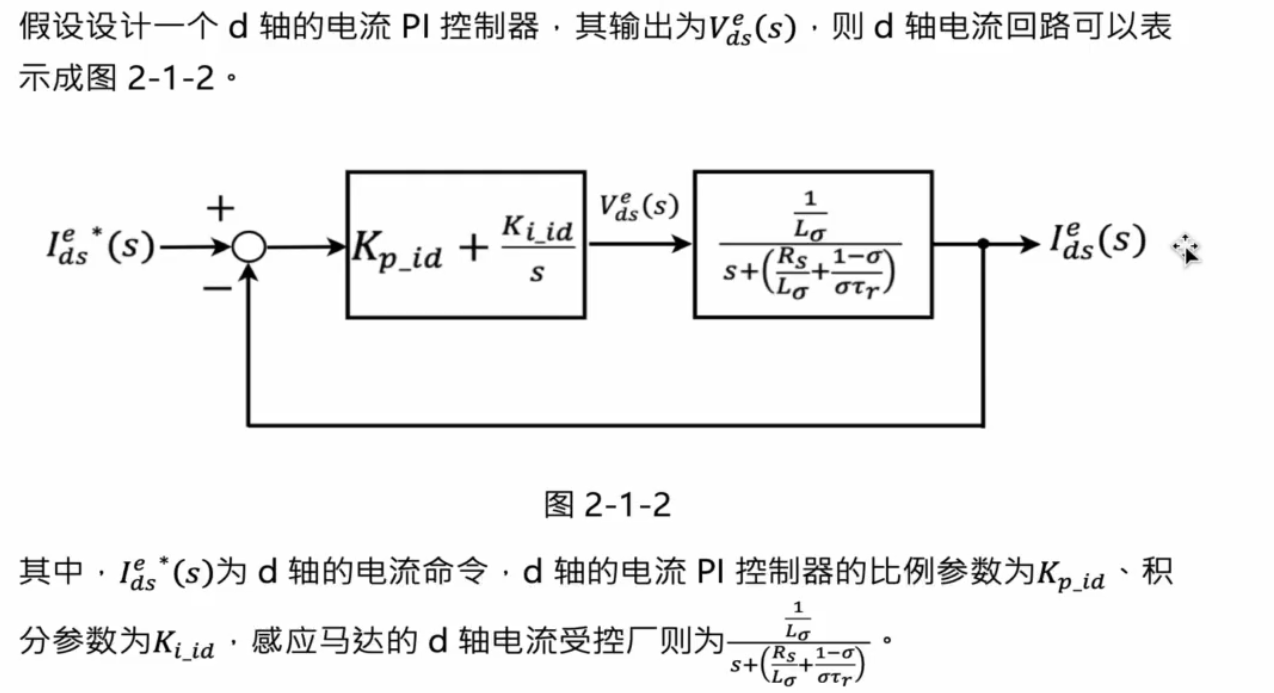 假设设计一个 d 轴的电流 PI 控制器，其输出为$V_{ds}^{e}(s)$，则 d 轴电流回路可以表
示成图 2-1-2。
$I_{ds}^{e\,*}(s)$ + − $K_{p\_id}+\frac{K_{i\_id}}{s}$ $V_{ds}^{e}(s)$ $\frac{\frac{1}{L_\sigma}}{s+\left(\frac{R_s}{L_\sigma}+\frac{1-\sigma}{\sigma\tau_r}\right)}$ $I_{ds}^{e}(s)$
图 2-1-2
其中，$I_{ds}^{e\,*}(s)$为 d 轴的电流命令，d 轴的电流 PI 控制器的比例参数为$K_{p\_id}$、积
分参数为$K_{i\_id}$，感应马达的 d 轴电流受控厂则为$\frac{\frac{1}{L_\sigma}}{s+\left(\frac{R_s}{L_\sigma}+\frac{1-\sigma}{\sigma\tau_r}\right)}$。